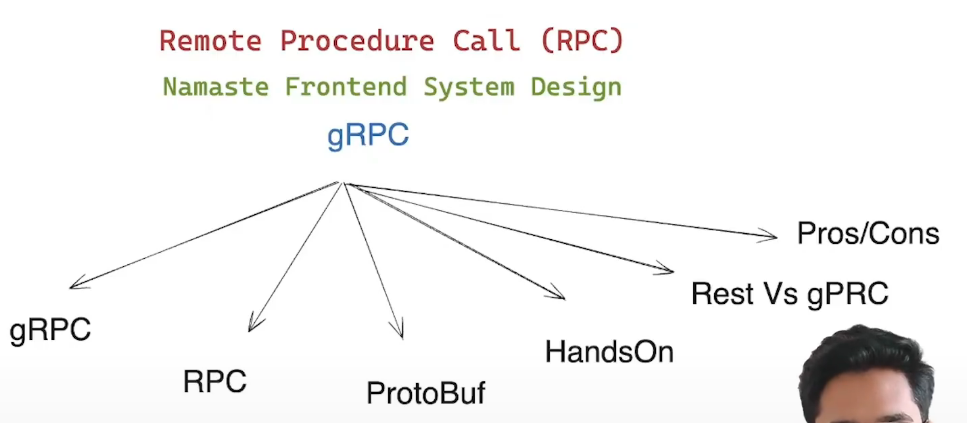 Remote Procedure Call (RPC)
Namaste Frontend System Design
gRPC
Pros/Cons
Rest Vs gPRC
gRPC
HandsOn
RPC
ProtoBuf